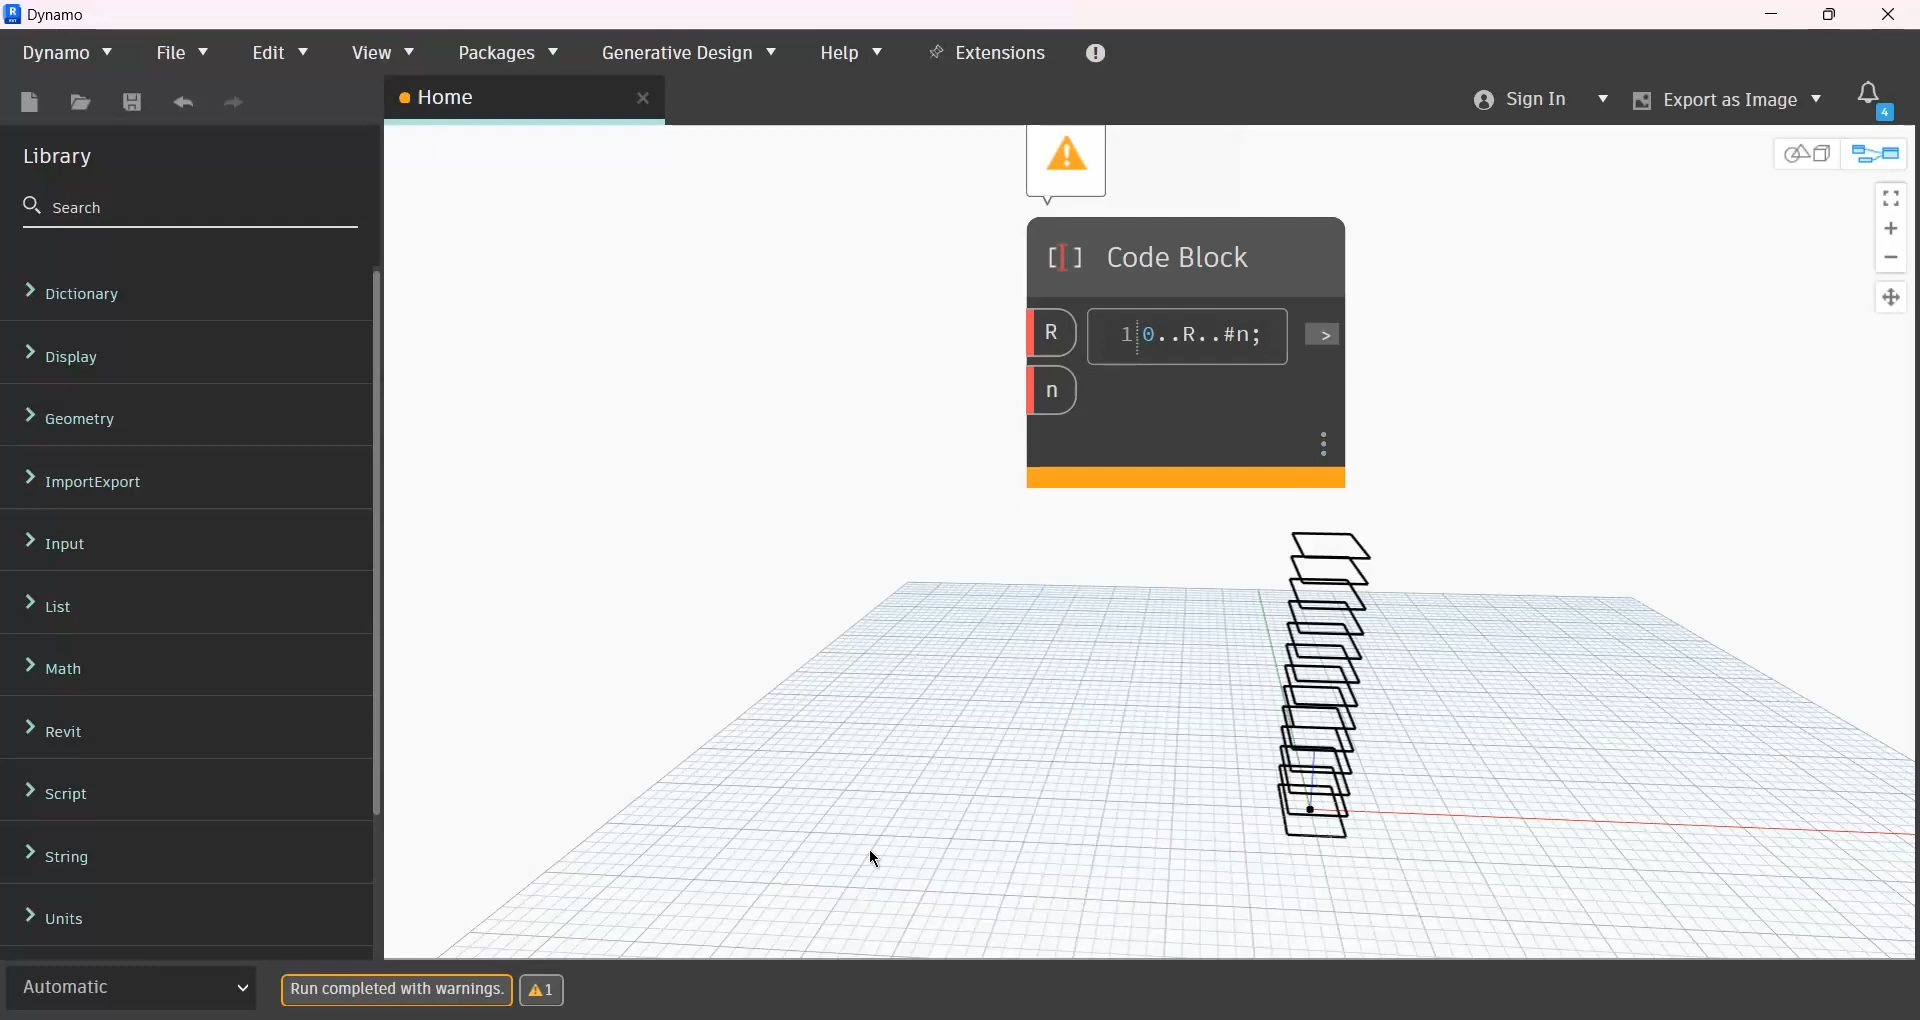 Dynamo
Dynamo File Edit View Packages Generative Design Help Extensions
Home
Sign In Export as Image
4
Library
Search
Dictionary
Display
Geometry
ImportExport
Input
List
Math
Revit
Script
String
Units
[|] Code Block
R
1 0..R..#n;
>
n
Automatic
Run completed with warnings.
1